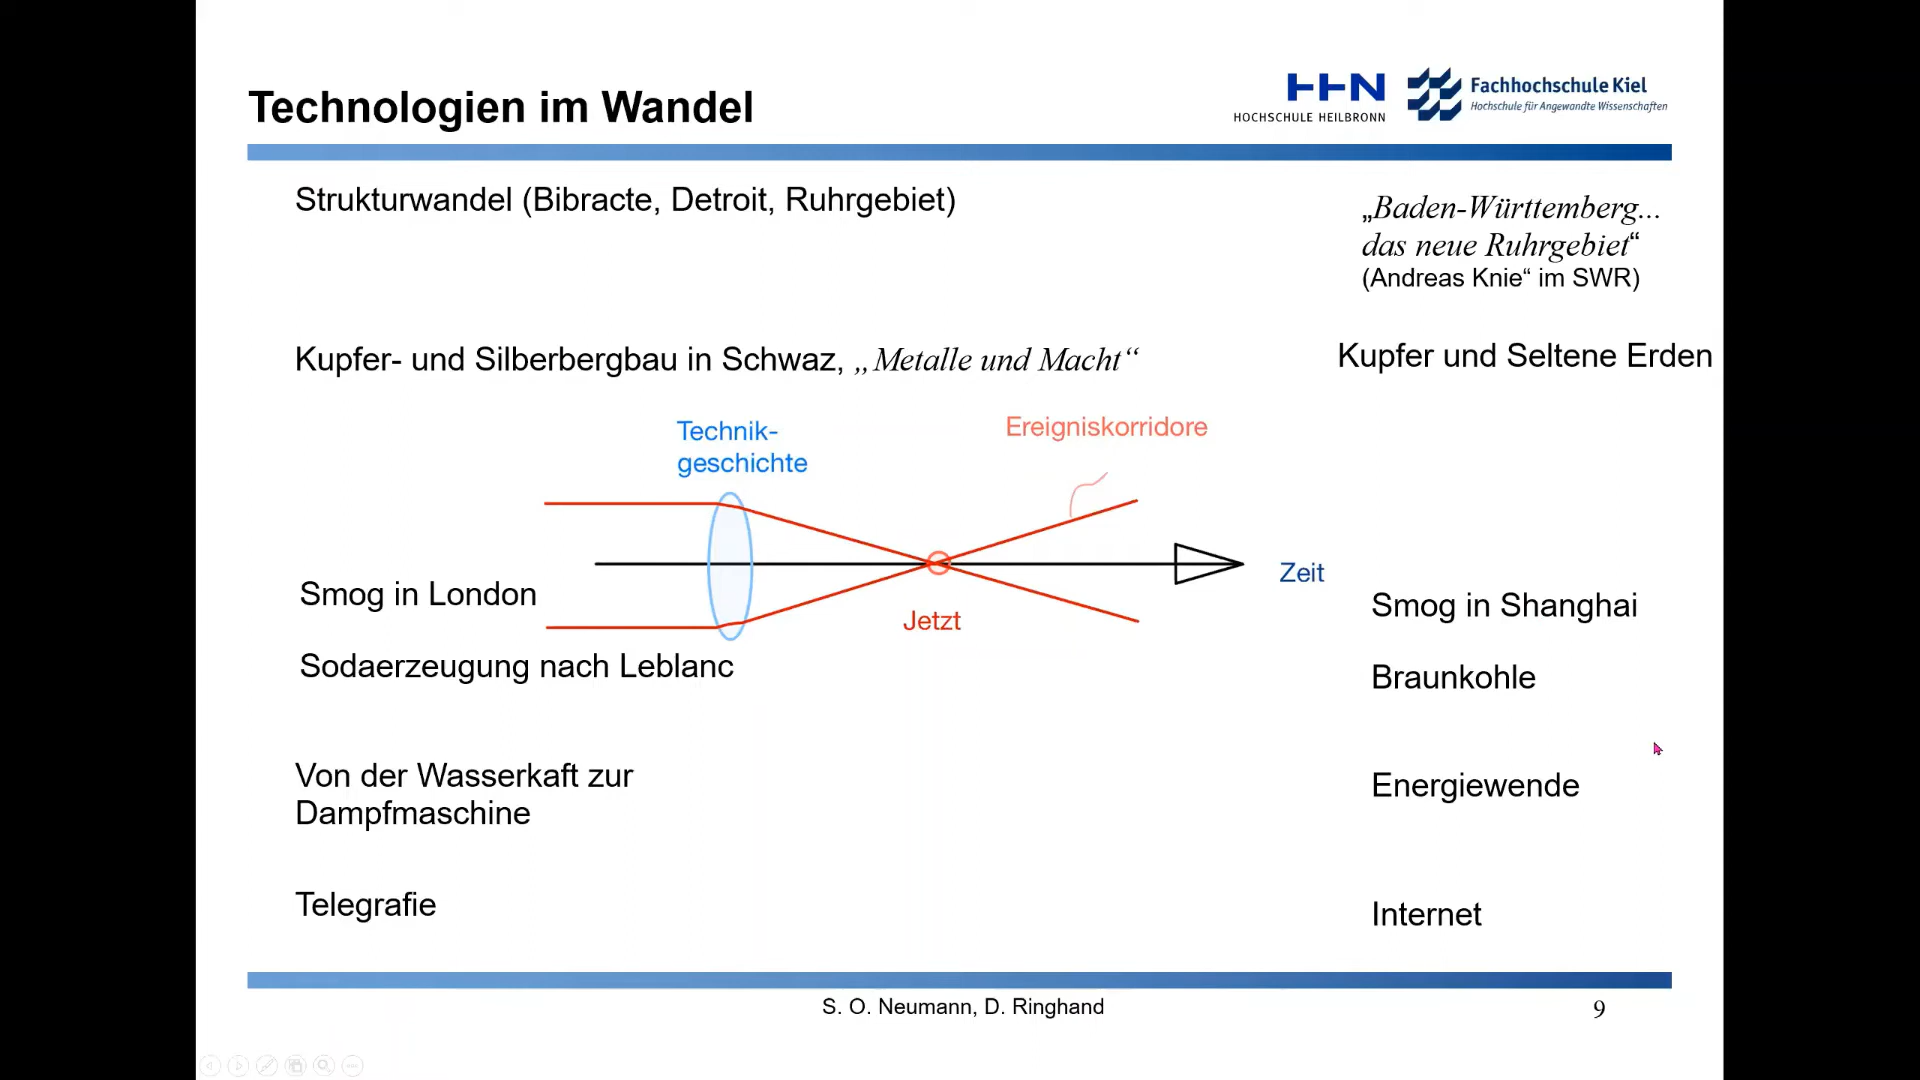 Technologien im Wandel
HHN
HOCHSCHULE HEILBRONN
Fachhochschule Kiel
Hochschule für Angewandte Wissenschaften
Strukturwandel (Bibracte, Detroit, Ruhrgebiet)
„Baden-Württemberg...
das neue Ruhrgebiet“
(Andreas Knie“ im SWR)
Kupfer- und Silberbergbau in Schwaz, „Metalle und Macht“
Kupfer und Seltene Erden
Technik-
geschichte
Ereigniskorridore
Zeit
Jetzt
Smog in London
Smog in Shanghai
Sodaerzeugung nach Leblanc
Braunkohle
Von der Wasserkaft zur
Dampfmaschine
Energiewende
Telegrafie
Internet
S. O. Neumann, D. Ringhand
9